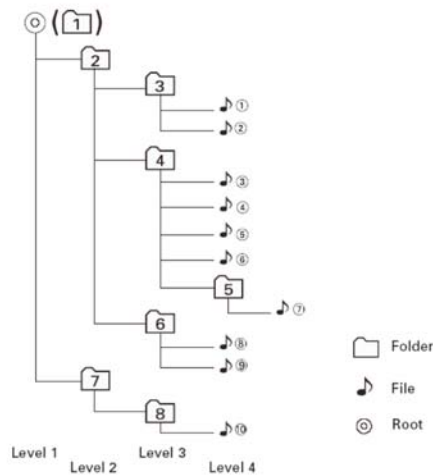 (1)
2
3
①
②
4
③
④
⑤
⑥
5
⑦
6
⑧
⑨
7
8
⑩
Folder
File
Root
Level 1
Level 2
Level 3
Level 4